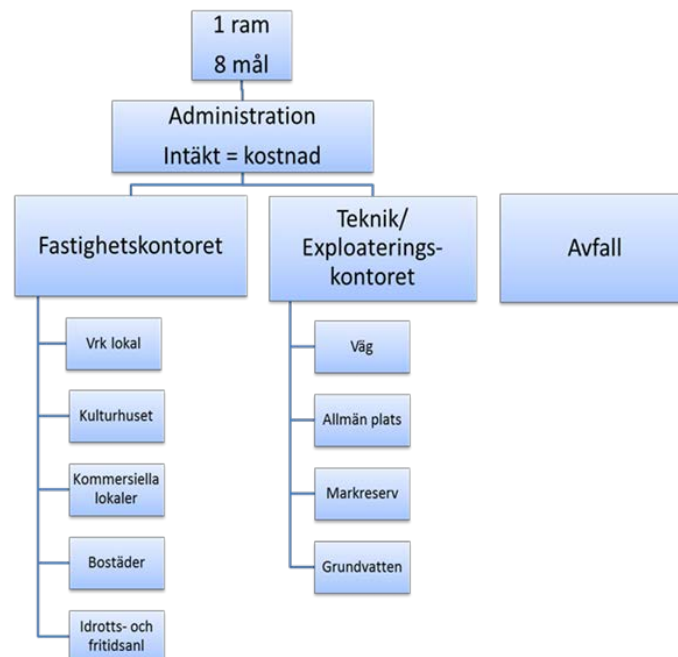 1 ram
8 mål
Administration
Intäkt = kostnad
Fastighetskontoret
Teknik/
Exploaterings-
kontoret
Avfall
Vrk lokal
Kulturhuset
Kommersiella
lokaler
Bostäder
Idrotts- och
fritidsanl
Väg
Allmän plats
Markreserv
Grundvatten